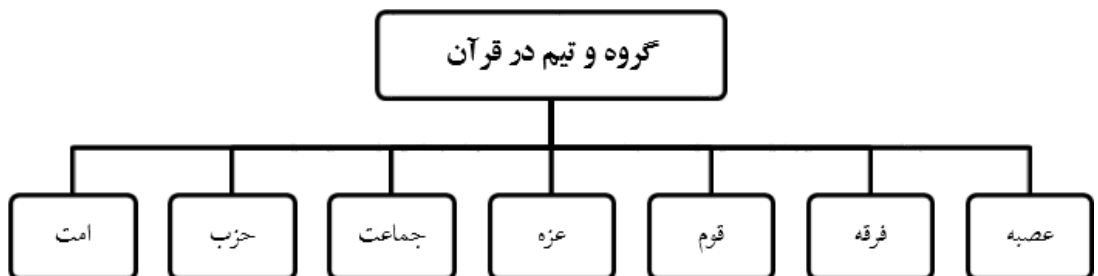 گروه و تیم در قرآن
عصبه
فرقه
قوم
عزه
جماعت
حزب
امت